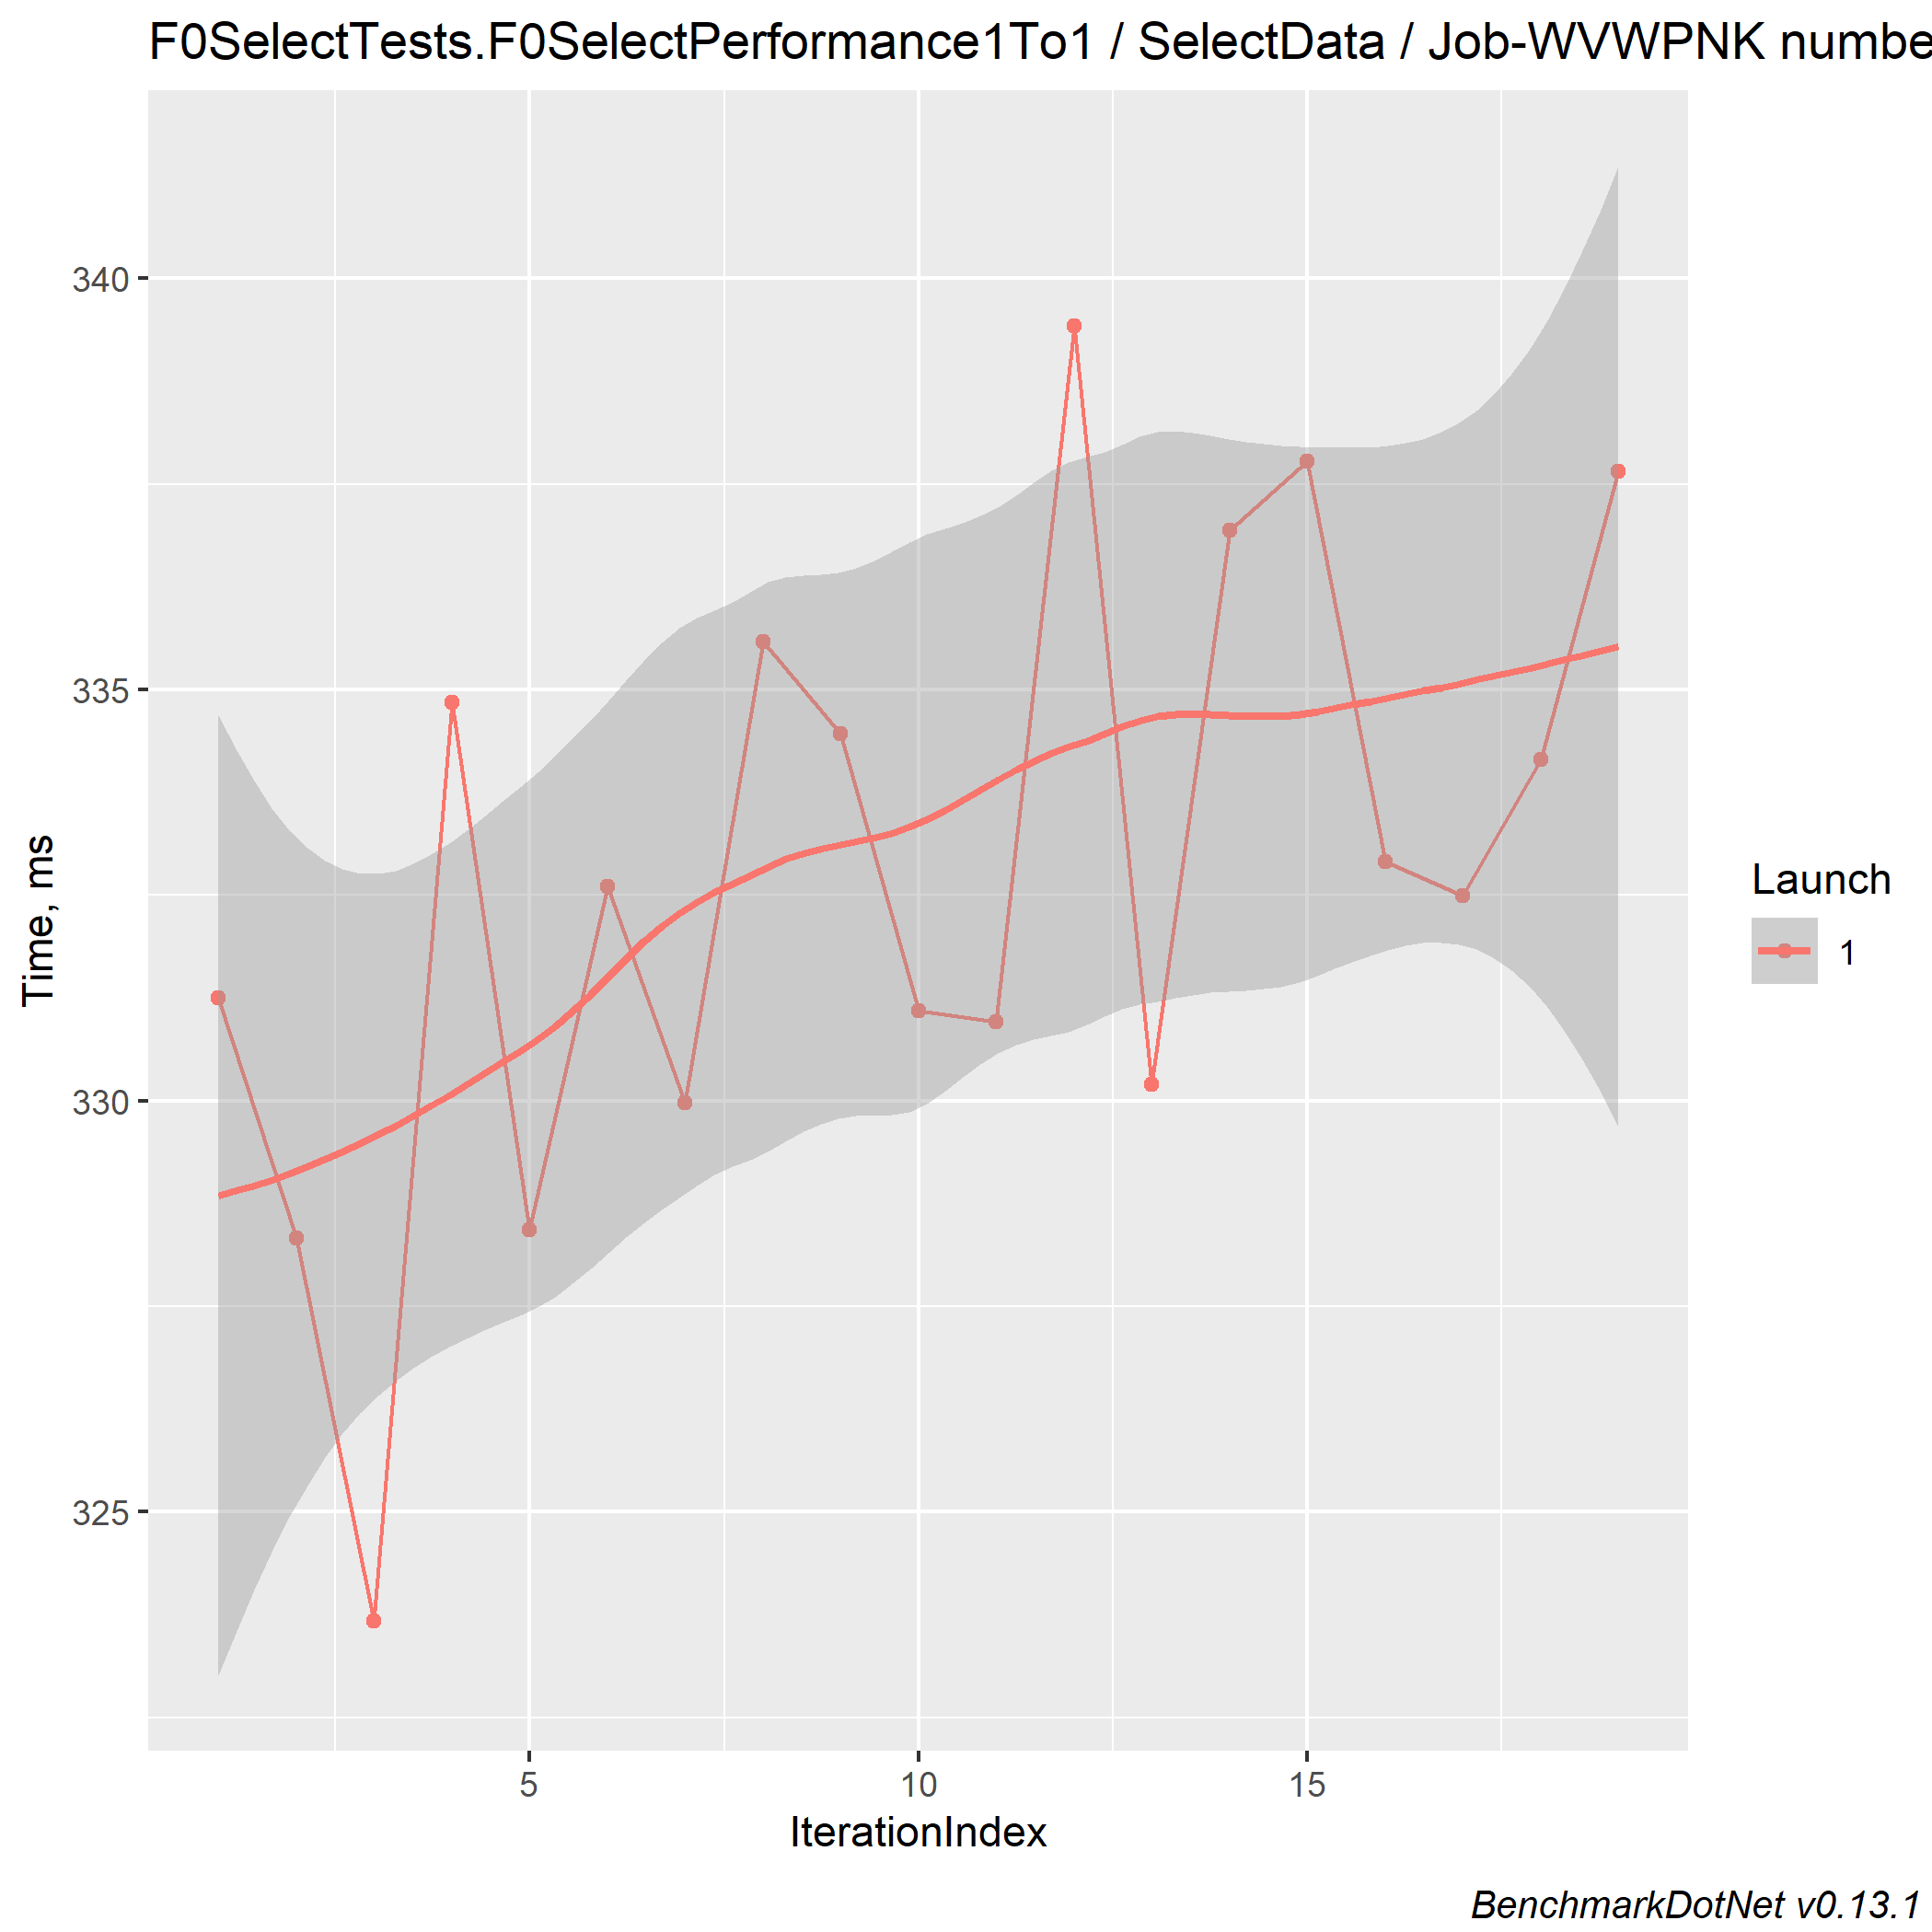 F0SelectTests.F0SelectPerformance1To1 / SelectData / Job-WVWPNK numbe
340
335
330
325
Time, ms
5
10
15
IterationIndex
Launch
1
BenchmarkDotNet v0.13.1